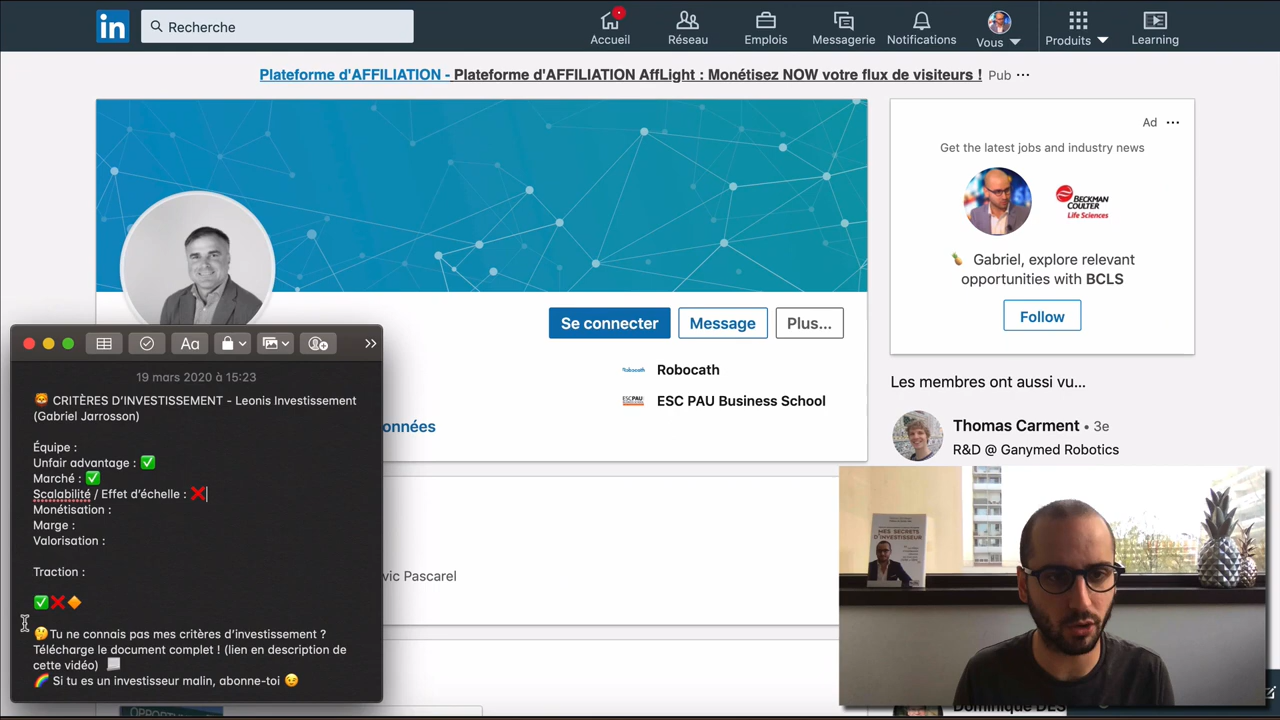 in
Recherche
Accueil
Réseau
Emplois
Messagerie
Notifications
Vous
Produits
Learning
Plateforme d'AFFILIATION - Plateforme d'AFFILIATION AffLight : Monétisez NOW votre flux de visiteurs !
Pub
Ad
Get the latest jobs and industry news
BECKMAN
COULTER
Life Sciences
Gabriel, explore relevant
opportunities with BCLS
Follow
Se connecter
Message
Plus...
Robocath
ESC PAU Business School
onnées
vic Pascarel
Les membres ont aussi vu...
Thomas Carment • 3e
R&D @ Ganymed Robotics
Aa
19 mars 2020 à 15:23
🦁 CRITÈRES D'INVESTISSEMENT - Leonis Investissement
(Gabriel Jarrosson)
Équipe :
Unfair advantage : ✅
Marché : ✅
Scalabilité / Effet d'échelle : ❌
Monétisation :
Marge :
Valorisation :
Traction :
✅❌🔶
🤔Tu ne connais pas mes critères d'investissement ?
Télécharge le document complet ! (lien en description de
cette vidéo) 📃
🌈 Si tu es un investisseur malin, abonne-toi 😉
MES SECRETS
D'INVESTISSEUR